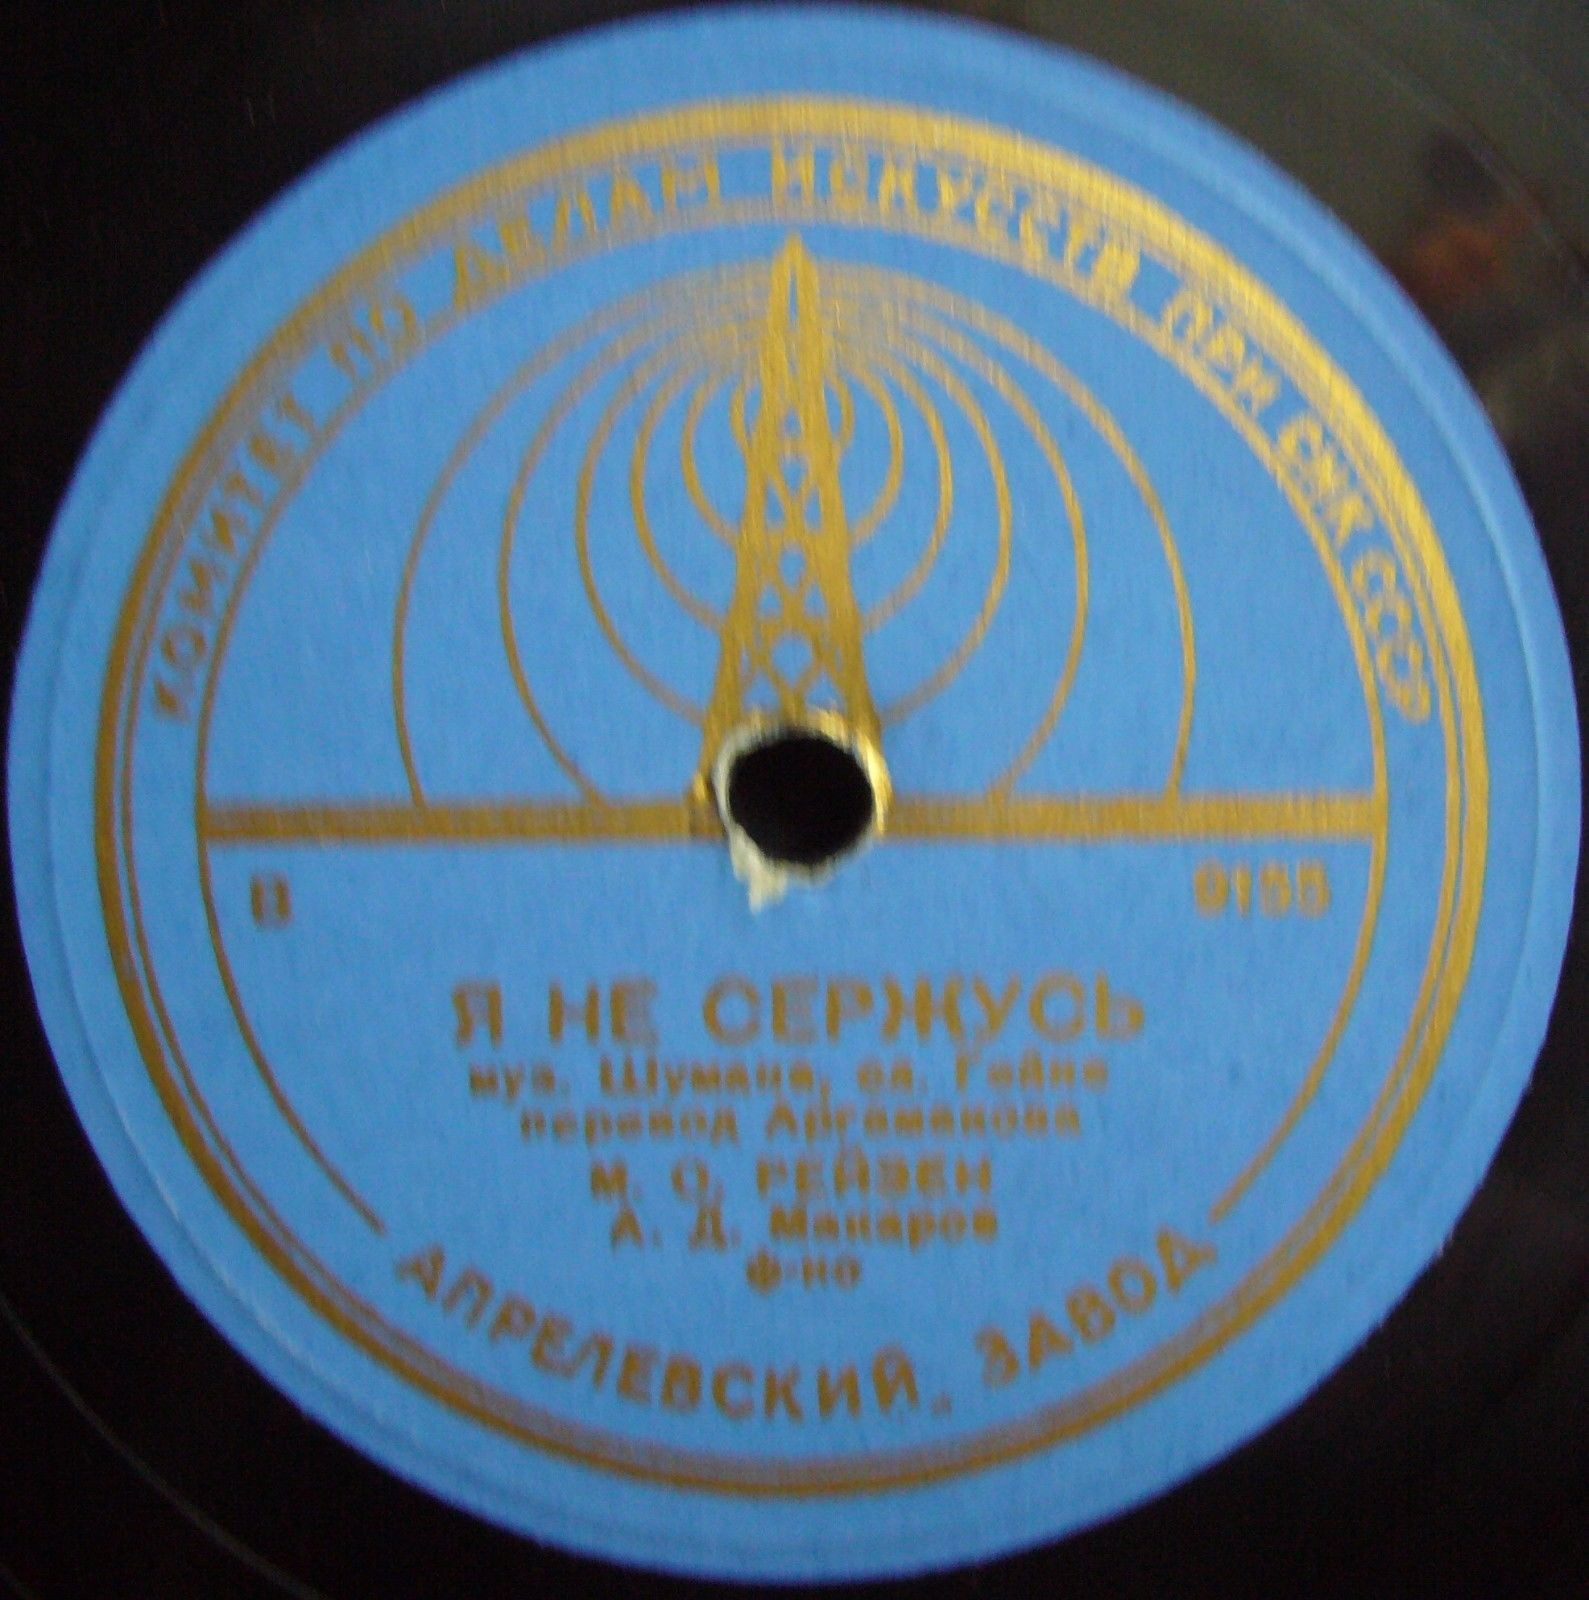 КОМИТЕТ ПО ДЕЛАМ ИСКУССТВ ПРИ СНК СССР
В 9155
Я НЕ СЕРЖУСЬ
муз. Шумана, сл. Гейне
перевод Аргамакова
М. О. РЕЙЗЕН
А. Д. Макаров
ф-но
АПРЕЛЕВСКИЙ ЗАВОД